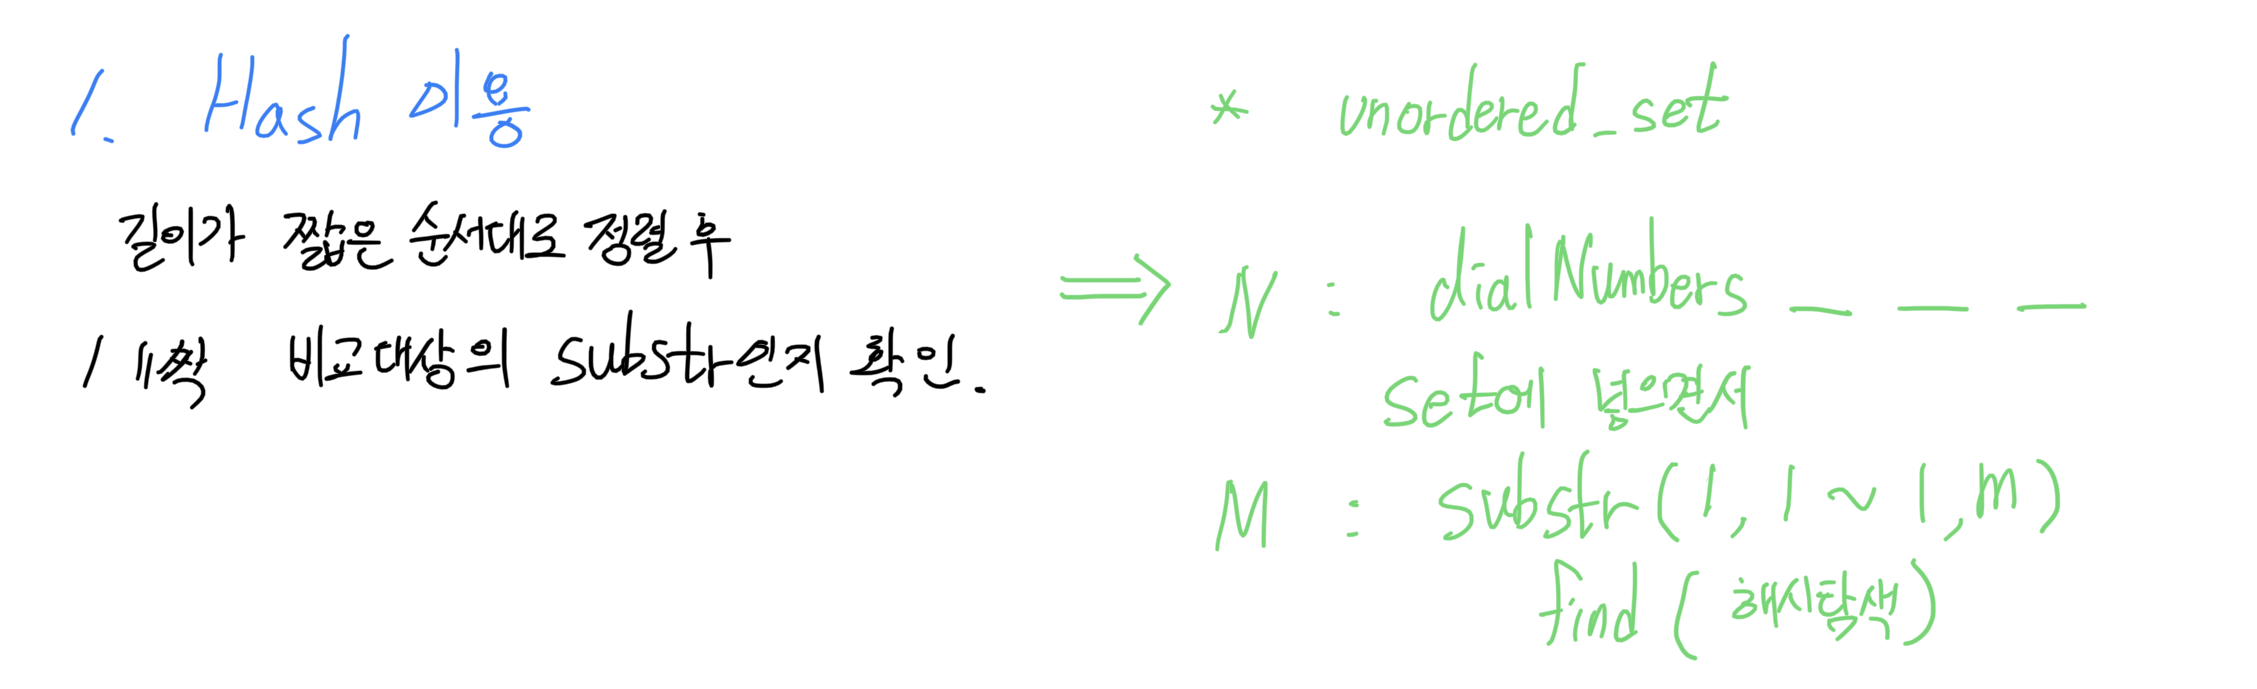 1. Hash 이용
길이가 짧은 순서대로 정렬 후
1개씩 비교대상의 substr인지 확인.
* unordered_set
⇒ N : dialNumbers _ _ _
set에 넣으면서
M : substr(1, 1 ~ 1, m)
find (해시탐색)